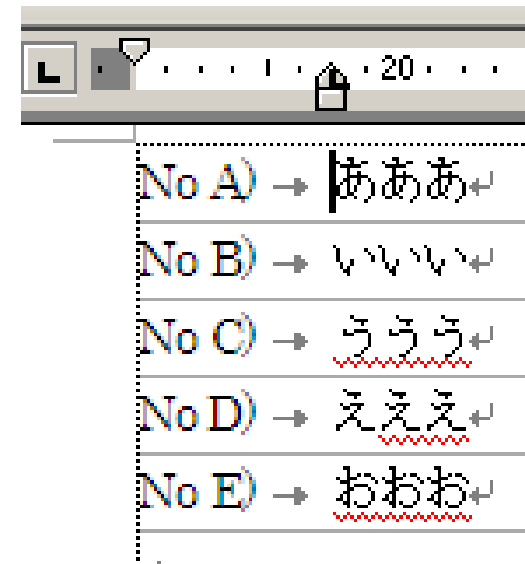 20
No A) → あああ↵
No B) → いいい↵
No C) → ううう↵
No D) → えええ↵
No E) → おおお↵